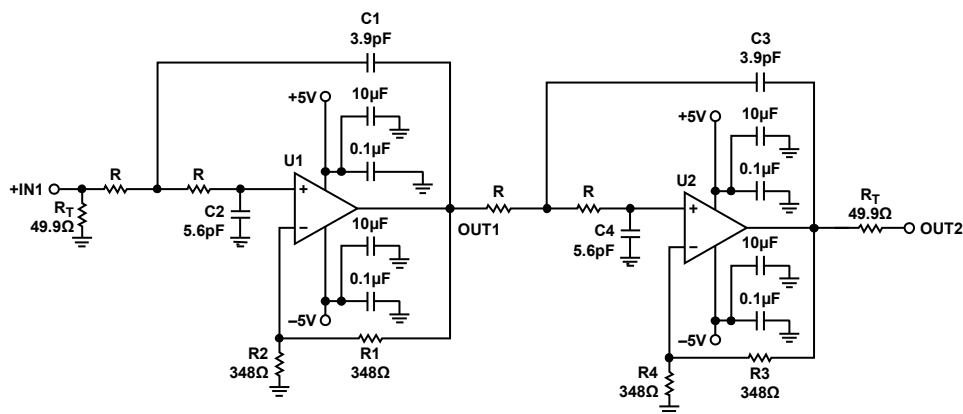 C1
3.9pF
C3
3.9pF
+5V
10µF
0.1µF
U1
+5V
10µF
0.1µF
U2
+IN1
R
R
+
–
R
R
+
–
RT
49.9Ω
C2
5.6pF
OUT1
C4
5.6pF
RT
49.9Ω
OUT2
10µF
0.1µF
–5V
10µF
0.1µF
–5V
R2
348Ω
R1
348Ω
R4
348Ω
R3
348Ω